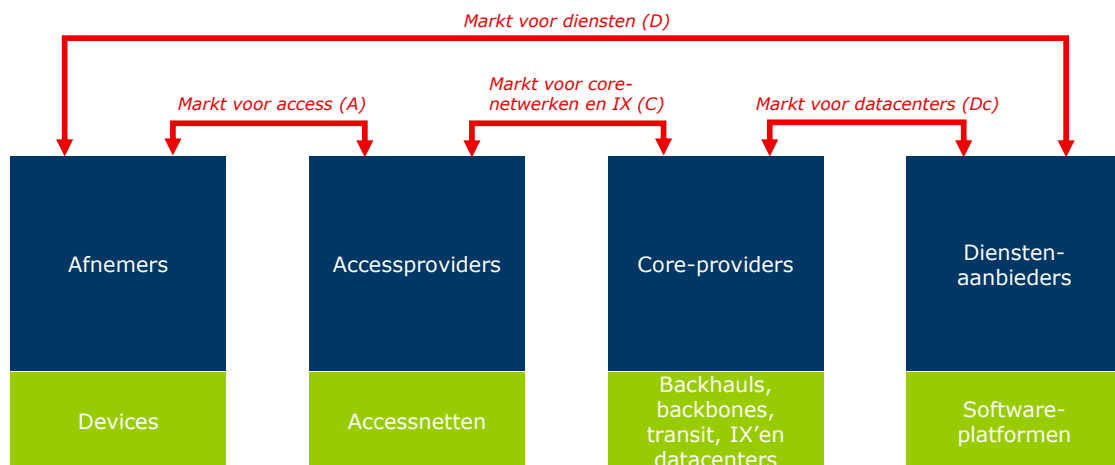 Markt voor diensten (D)
Markt voor access (A)
Markt voor core-
netwerken en IX (C)
Markt voor datacenters (Dc)
Afnemers
Accessproviders
Core-providers
Diensten-
aanbieders
Devices
Accessnetten
Backhauls,
backbones,
transit, IX’en
datacenters
Software-
platformen